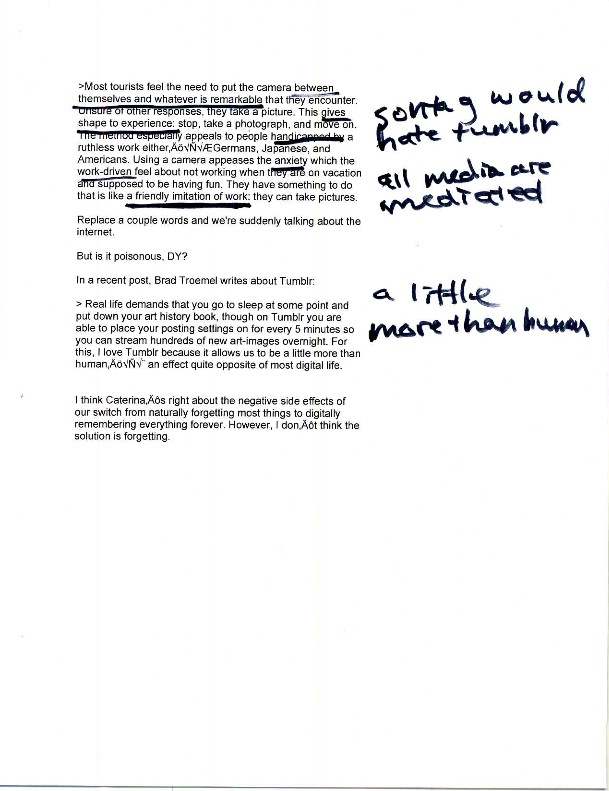 >Most tourists feel the need to put the camera between
themselves and whatever is remarkable that they encounter.
Unsure of other responses, they take a picture. This gives
shape to experience: stop, take a photograph, and move on.
The method especially appeals to people handicapped by a
ruthless work either‚Äö√Ñ√ÆGermans, Japanese, and
Americans. Using a camera appeases the anxiety which the
work-driven feel about not working when they are on vacation
and supposed to be having fun. They have something to do
that is like a friendly imitation of work: they can take pictures.
Replace a couple words and we're suddenly talking about the
internet.
But is it poisonous, DY?
In a recent post, Brad Troemel writes about Tumblr:
> Real life demands that you go to sleep at some point and
put down your art history book, though on Tumblr you are
able to place your posting settings on for every 5 minutes so
you can stream hundreds of new art-images overnight. For
this, I love Tumblr because it allows us to be a little more than
human‚Äö√Ñ√¨ an effect quite opposite of most digital life.
I think Caterina‚Äôs right about the negative side effects of
our switch from naturally forgetting most things to digitally
remembering everything forever. However, I don‚Äôt think the
solution is forgetting.
sontag would
hate tumblr
all media are
mediated
a little
more than human